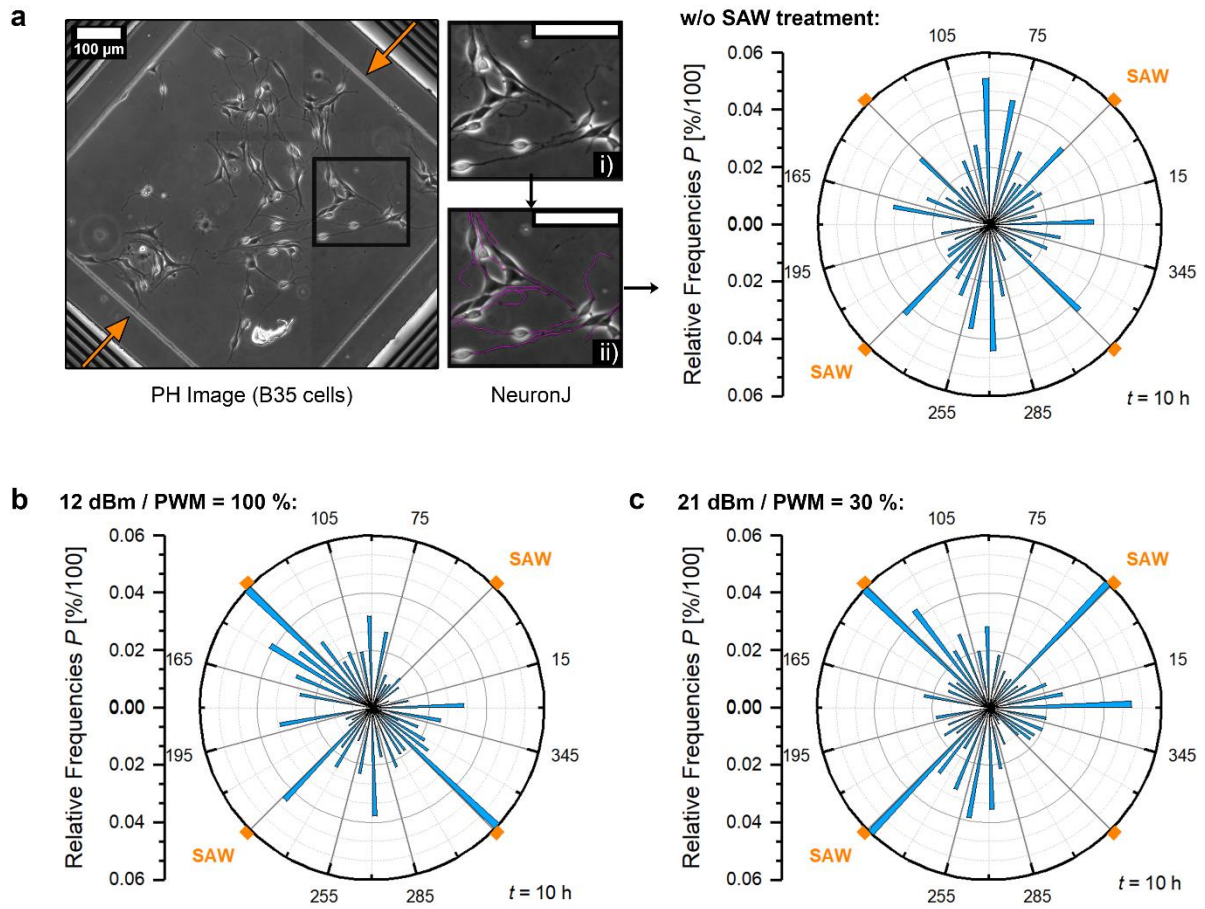 a
100 µm
i)
ii)
PH Image (B35 cells)
NeuronJ
w/o SAW treatment:
Relative Frequencies P [%/100]
0.06
0.04
0.02
0.00
0.02
0.04
0.06
105
75
SAW
165
15
195
345
SAW
255
285
t = 10 h
b
12 dBm / PWM = 100 %:
Relative Frequencies P [%/100]
0.06
0.04
0.02
0.00
0.02
0.04
0.06
105
75
SAW
165
15
195
345
SAW
255
285
t = 10 h
c
21 dBm / PWM = 30 %:
Relative Frequencies P [%/100]
0.06
0.04
0.02
0.00
0.02
0.04
0.06
105
75
SAW
165
15
195
345
SAW
255
285
t = 10 h